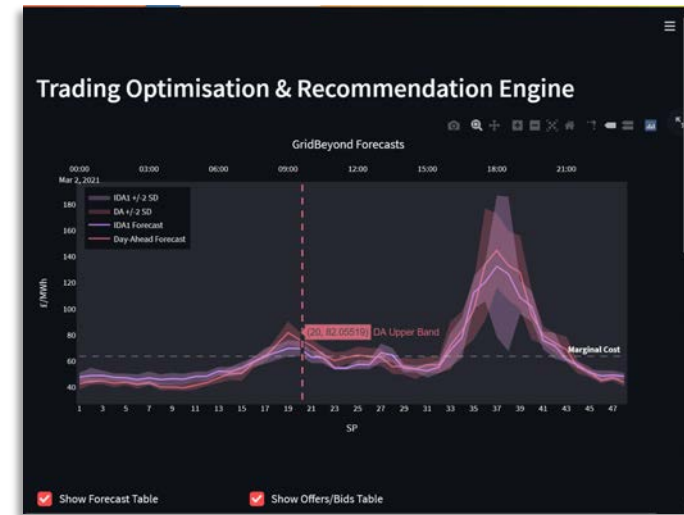 Trading Optimisation & Recommendation Engine
GridBeyond Forecasts
00:00 03:00 06:00 09:00 12:00 15:00 18:00 21:00
Mar 2, 2021
IDA1 +/-2 SD
DA +/-2 SD
IDA1 Forecast
Day-Ahead Forecast
180
160
140
120
100
80
60
40
£/MWh
(20, 82.05519) DA Upper Band
Marginal Cost
1 3 5 7 9 11 13 15 17 19 21 23 25 27 29 31 33 35 37 39 41 43 45 47
SP
Show Forecast Table
Show Offers/Bids Table